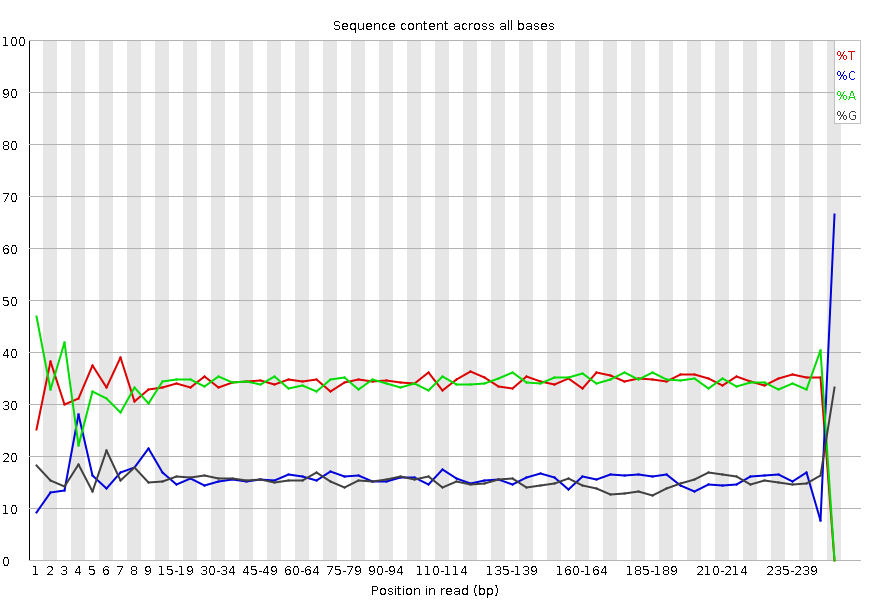 Sequence content across all bases
100
90
80
70
60
50
40
30
20
10
0
%T
%C
%A
%G
1 2 3 4 5 6 7 8 9 15-19 30-34 45-49 60-64 75-79 90-94 110-114 135-139 160-164 185-189 210-214 235-239
Position in read (bp)